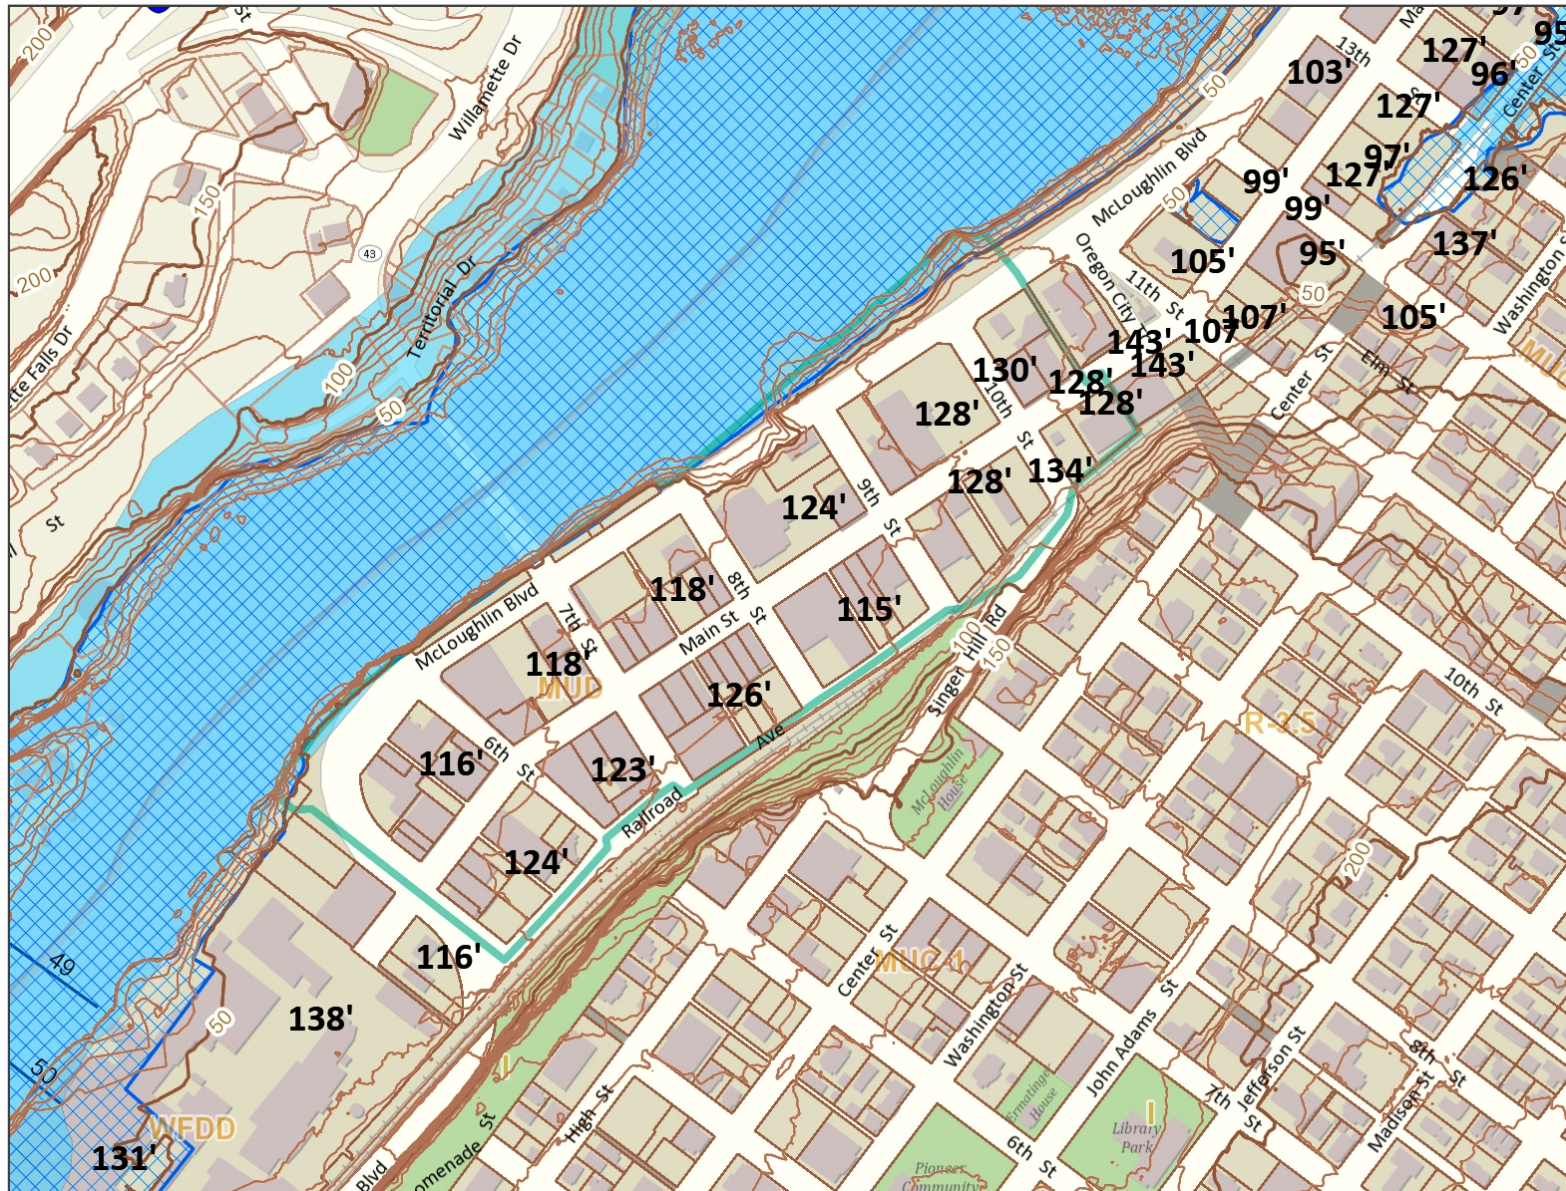 200
St
Willamette Dr
150
43
200
ette Falls Dr
Territorial Dr
100
50
St
50
McLoughlin Blvd
50
13th
103'
127'
96'
95
50
Center St
127'
97'
127'
126'
99'
99'
105'
95'
137'
Washington S
Oregon City
11th St
50
107'
107
105'
143'
143'
128'
128'
130'
10th St
128'
128'
134'
Center St
Elm St
124'
9th St
118'
8th St
Main St
115'
McLoughlin Blvd
7th St
118'
MUD
126'
Singer Hill Rd
100
150
116'
6th St
123'
Railroad Ave
124'
McLoughlin House
R-3.5
10th St
200
116'
138'
50
49
50
131'
WFDD
I
High St
omenade St
Blvd
Center St
MUC-1
Washington St
John Adams St
Ermatinger House
Library Park
I
Pioneer Community
6th St
7th St
Jefferson St
Madison St
8th St